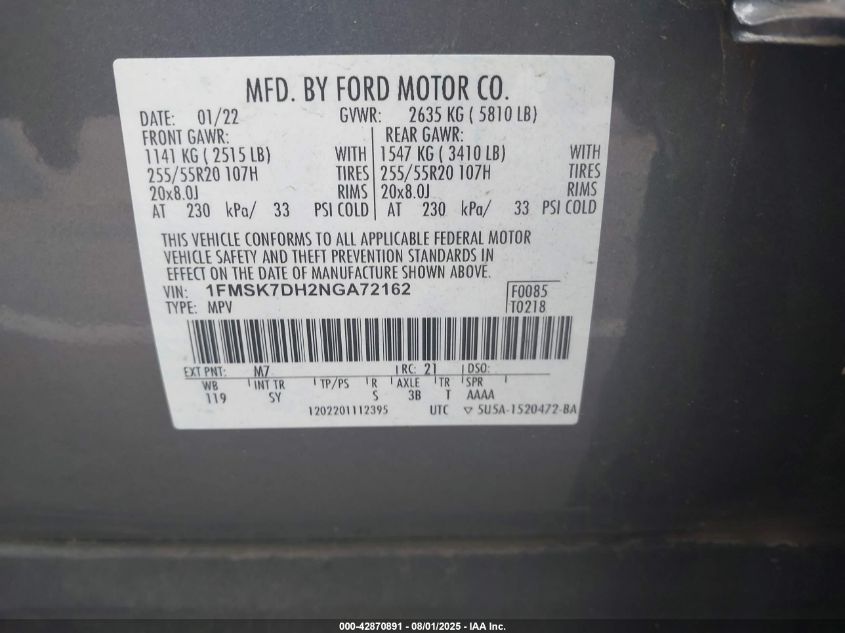 MFD. BY FORD MOTOR CO.
DATE: 01/22 GVWR: 2635 KG ( 5810 LB)
FRONT GAWR: REAR GAWR:
1141 KG ( 2515 LB) WITH 1547 KG ( 3410 LB) WITH
255/55R20 107H TIRES 255/55R20 107H TIRES
20x8.0J RIMS 20x8.0J RIMS
AT 230 kPa/ 33 PSI COLD AT 230 kPa/ 33 PSI COLD
THIS VEHICLE CONFORMS TO ALL APPLICABLE FEDERAL MOTOR
VEHICLE SAFETY AND THEFT PREVENTION STANDARDS IN
EFFECT ON THE DATE OF MANUFACTURE SHOWN ABOVE.
VIN: 1FMSK7DH2NGA72162 F0085
TYPE: MPV T0218
EXT PNT: M7 RC: 21 DSO:
WB INT TR TP/PS R AXLE TR SPR
119 SY S 3B T AAAA
1202201112395 UTC ▽ 5U5A-1520472-BA
000-42870891 - 08/01/2025 - IAA Inc.